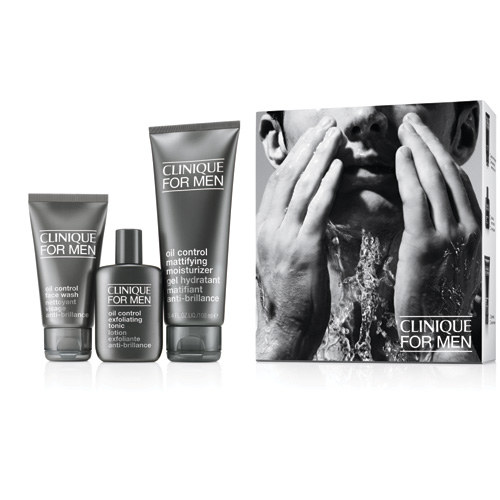 CLINIQUE
FOR MEN
oil control
face wash
nettoyant
visage
anti-brillance
CLINIQUE
FOR MEN
oil control
exfoliating
tonic
lotion
exfoliante
anti-brillance
CLINIQUE
FOR MEN
oil control
mattifying
moisturizer
gel hydratant
matifiant
anti-brillance
CLINIQUE
FOR MEN